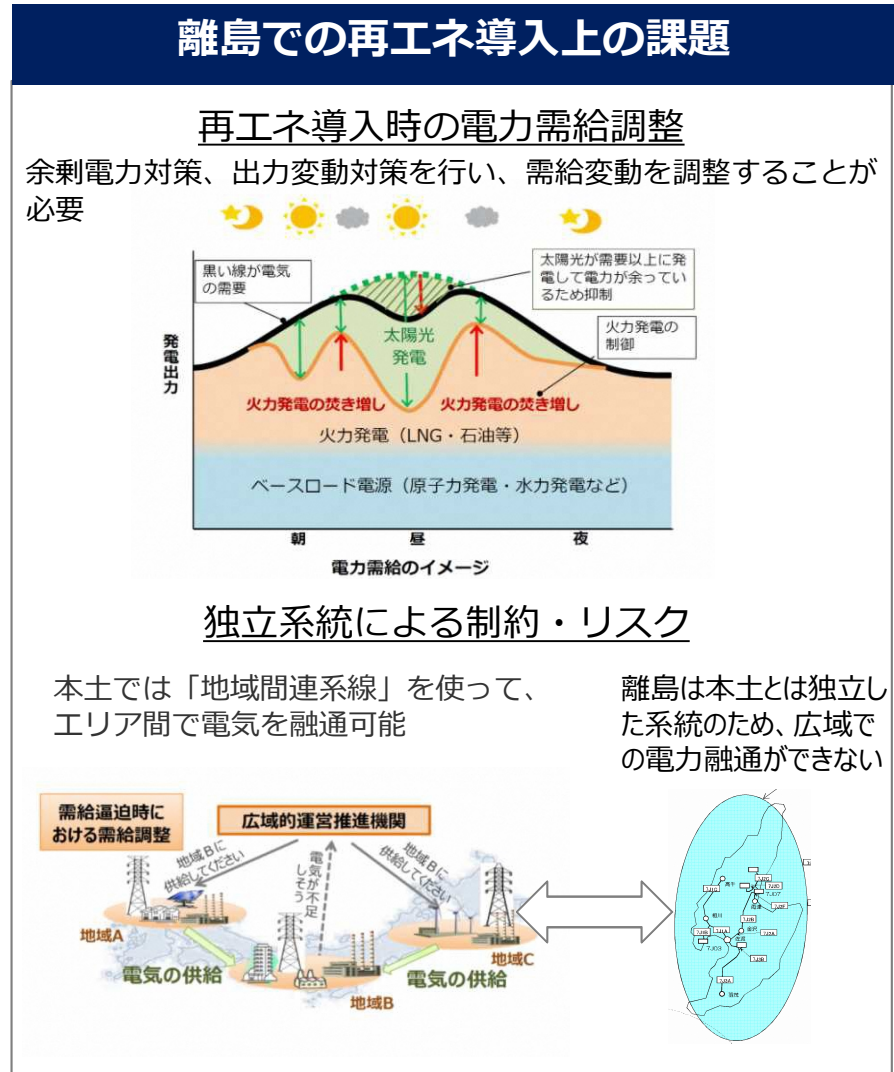 離島での再エネ導入上の課題
再エネ導入時の電力需給調整
余剰電力対策、出力変動対策を行い、需給変動を調整することが
必要
黒い線が電気
の需要
太陽光が需要以上に発
電して電力が余ってい
るため抑制
火力発電の
制御
発電出力
太陽光
発電
火力発電の焚き増し
火力発電の焚き増し
火力発電（LNG・石油等）
ベースロード電源（原子力発電・水力発電など）
朝
昼
夜
電力需給のイメージ
独立系統による制約・リスク
本土では「地域間連系線」を使って、
エリア間で電気を融通可能
離島は本土とは独立し
た系統のため、広域で
の電力融通ができない
需給逼迫時に
おける需給調整
広域的運営推進機関
地域Bに
供給してください
電気が不足
しそう
地域Bに
供給してください
地域A
地域C
電気の供給
電気の供給
地域B